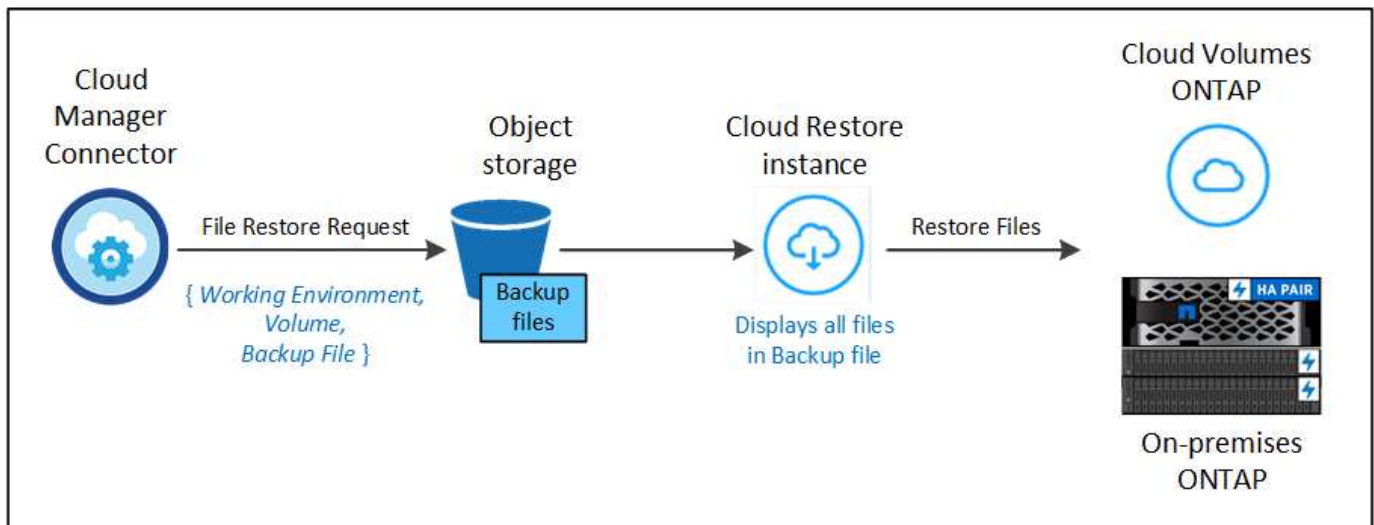 Cloud
Manager
Connector
File Restore Request
{ Working Environment,
Volume,
Backup File }
Object
storage
Backup
files
Cloud Restore
instance
Displays all files
in Backup file
Restore Files
Cloud Volumes
ONTAP
HA PAIR
On-premises
ONTAP